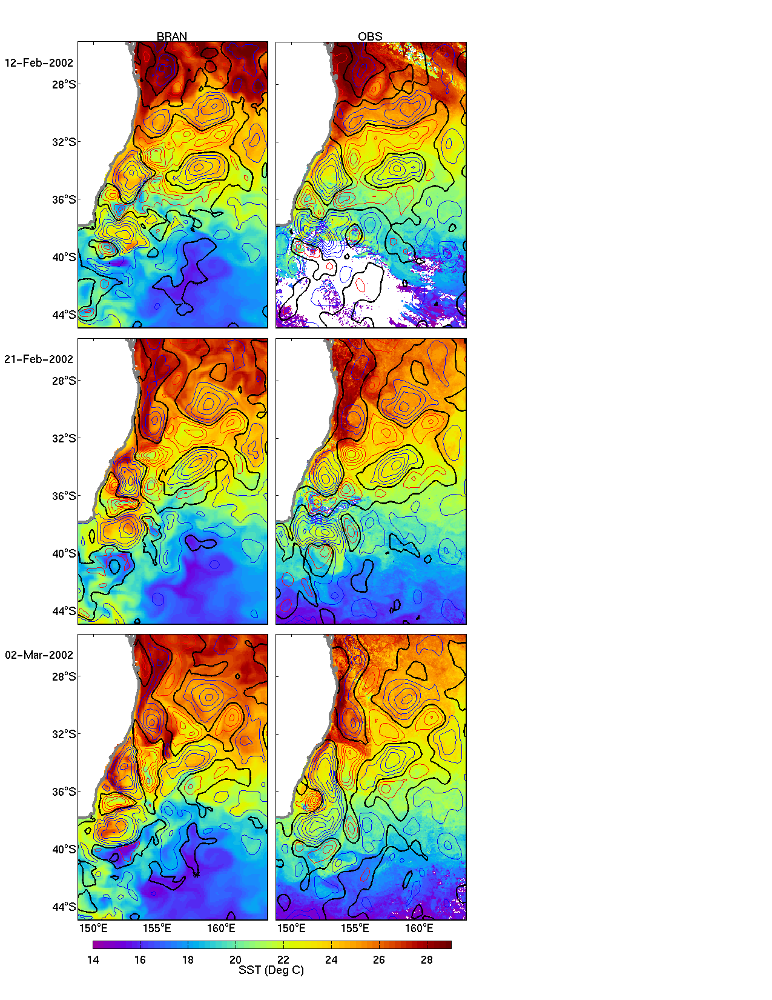 BRAN OBS
12-Feb-2002
28°S
32°S
36°S
40°S
44°S
21-Feb-2002
28°S
32°S
36°S
40°S
44°S
02-Mar-2002
28°S
32°S
36°S
40°S
44°S
150°E 155°E 160°E 150°E 155°E 160°E
14 16 18 20 22 24 26 28
SST (Deg C)